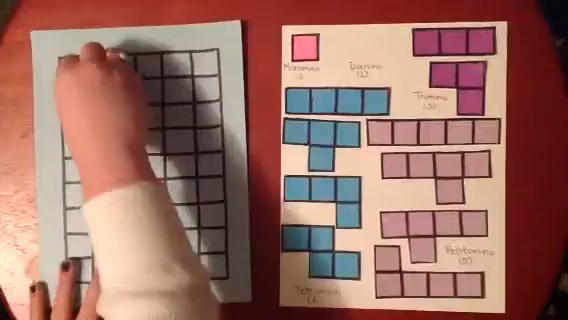 Monomino
(1)
Domino
(2)
Tromino
(3)
Pentomino
(5)
Tetromino
(4)